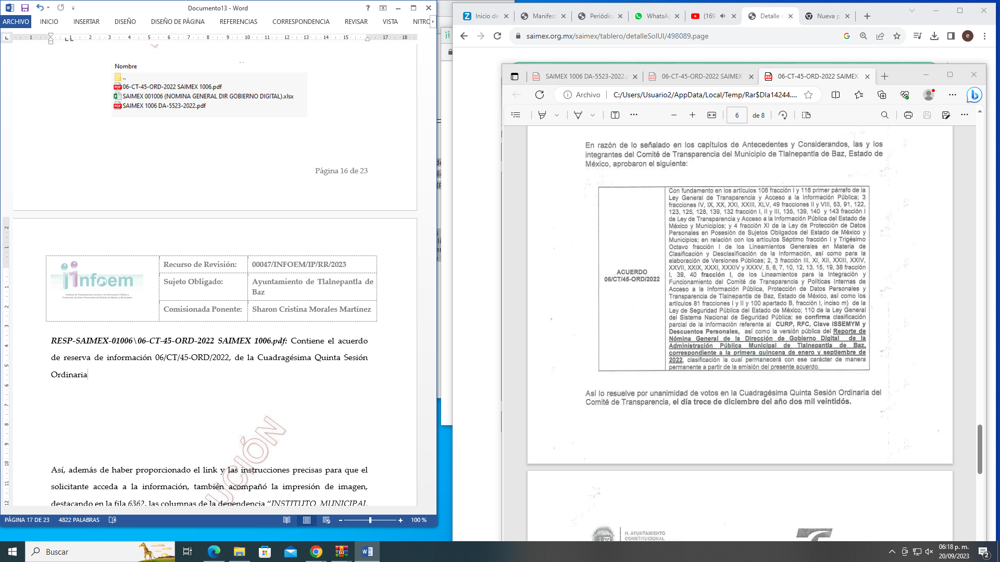 Documento13 - Word
ARCHIVO INICIO INSERTAR DISEÑO DISEÑO DE PÁGINA REFERENCIAS CORRESPONDENCIA REVISAR VISTA NITRO
1 1 2 3 4 5 6 7 8 9 10 11 12 13 14 15 17 18
Nombre
..
06-CT-45-ORD-2022 SAIMEX 1006.pdf
SAIMEX 001006 (NOMINA GENERAL DIR GOBIERNO DIGITAL).xlsx
SAIMEX 1006 DA-5523-2022.pdf
Página 16 de 23
infoem
Instituto de Transparencia, Acceso a la Información Pública y
Protección de Datos Personales del Estado de México y Municipios
Recurso de Revisión: 00047/INFOEM/IP/RR/2023
Sujeto Obligado: Ayuntamiento de Tlalnepantla de
Baz
Comisionada Ponente: Sharon Cristina Morales Martínez
RESP-SAIMEX-01006\06-CT-45-ORD-2022 SAIMEX 1006.pdf: Contiene el acuerdo
de reserva de información 06/CT/45-ORD/2022, de la Cuadragésima Quinta Sesión
Ordinaria
UCIÓN
Así, además de haber proporcionado el link y las instrucciones precisas para que el
solicitante acceda a la información, también acompañó la impresión de imagen,
destacando en la fila 6362, las columnas de la dependencia "INSTITUTO MUNICIPAL
PÁGINA 17 DE 23 4822 PALABRAS 100 %
Inicio de Manifest Periódic WhatsAp (169 Detalle Nueva p
saimex.org.mx/saimex/tablero/detalleSolUI/498089.page
e
SAIMEX 1006 DA-5523-2022.p 06-CT-45-ORD-2022 SAIMEX 06-CT-45-ORD-2022 SAIMEX
Archivo C:/Users/Usuario2/AppData/Local/Temp/Rar$DIa14244....
6 de 8
En razón de lo señalado en los capítulos de Antecedentes y Considerandos, las y los
integrantes del Comité de Transparencia del Municipio de Tlalnepantla de Baz, Estado de
México, aprobaron el siguiente:
ACUERDO
06/CT/45-ORD/2022
Con fundamento en los artículos 106 fracción I y 116 primer párrafo de la
Ley General de Transparencia y Acceso a la Información Pública; 3
fracciones IV, IX, XX, XXI, XXIII, XLV, 49 fracciones II y VIII, 53, 91, 122,
123, 125, 128, 139, 132 fracción I, II y III, 135, 139, 140 y 143 fracción I
de Ley de Transparencia y Acceso a la Información Pública del Estado de
México y Municipios; y 4 fracción XI de la Ley de Protección de Datos
Personales en Posesión de Sujetos Obligados del Estado de México y
Municipios; en relación con los artículos Séptimo fracción I y Trigésimo
Octavo fracción I de los Lineamientos Generales en Materia de
Clasificación y Desclasificación de la Información, así como para la
elaboración de Versiones Públicas; 2, 3 fracción III, XI, XII, XXIII, XXIV,
XXVII, XXIX, XXXI, XXXIV y XXXV, 5, 6, 7, 10, 12, 13, 15, 19, 38 fracción
I, 39, 40 fracción I, de los Lineamientos para la Integración y
Funcionamiento del Comité de Transparencia y Políticas Internas de
Acceso a la Información Pública, Protección de Datos Personales y
Transparencia de Tlalnepantla de Baz, Estado de México, así como los
artículos 81 fracciones I y II y 100 apartado B, fracción I, inciso m) de la
Ley de Seguridad Pública del Estado de México; 110 de la Ley General
del Sistema Nacional de Seguridad Pública; se confirma clasificación
parcial de la información referente al CURP, RFC, Clave ISSEMYM y
Descuentos Personales, así como la versión pública del Reporte de
Nómina General de la Dirección de Gobierno Digital de la
Administración Pública Municipal de Tlalnepantla de Baz,
correspondiente a la primera quincena de enero y septiembre de
2022, clasificación la cual permanecerá con ese carácter de manera
permanente a partir de la emisión del presente acuerdo.
Así lo resuelve por unanimidad de votos en la Cuadragésima Quinta Sesión Ordinaria del
Comité de Transparencia, el día trece de diciembre del año dos mil veintidós.
H. AYUNTAMIENTO
CONSTITUCIONAL
Buscar
06:18 p. m.
20/09/2023
2